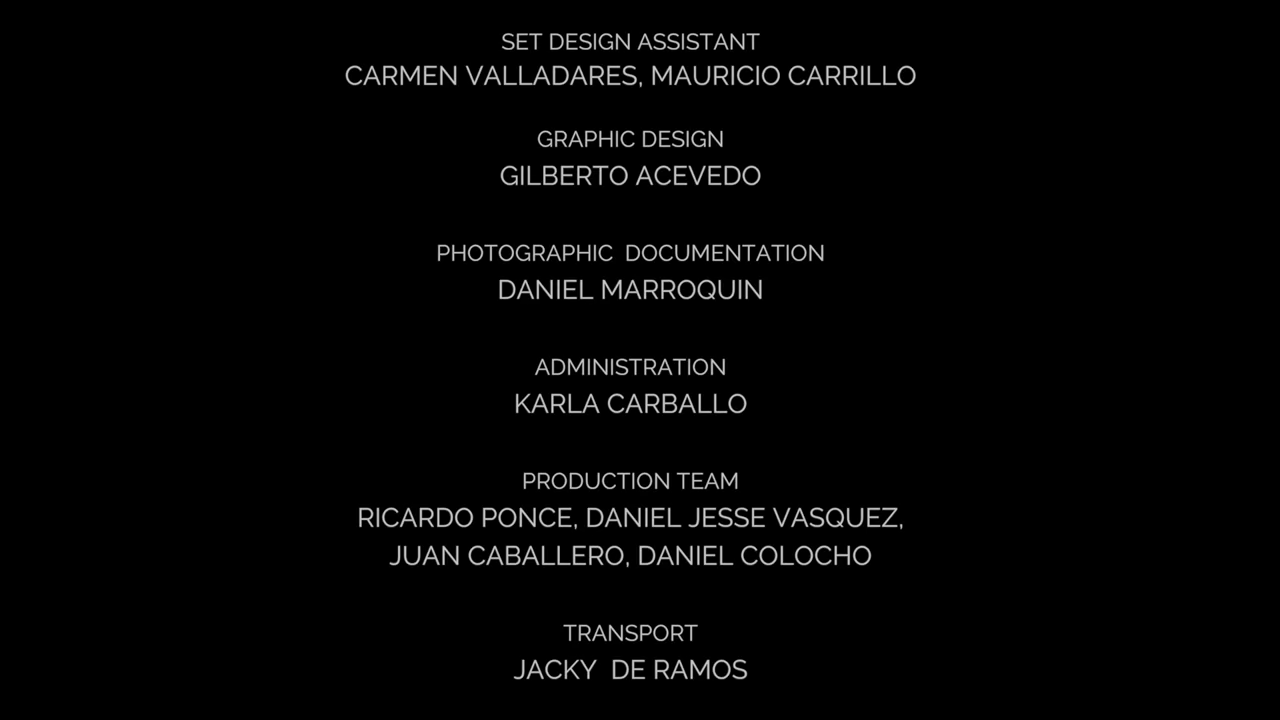 SET DESIGN ASSISTANT
CARMEN VALLADARES, MAURICIO CARRILLO
GRAPHIC DESIGN
GILBERTO ACEVEDO
PHOTOGRAPHIC DOCUMENTATION
DANIEL MARROQUIN
ADMINISTRATION
KARLA CARBALLO
PRODUCTION TEAM
RICARDO PONCE, DANIEL JESSE VASQUEZ,
JUAN CABALLERO, DANIEL COLOCHO
TRANSPORT
JACKY DE RAMOS